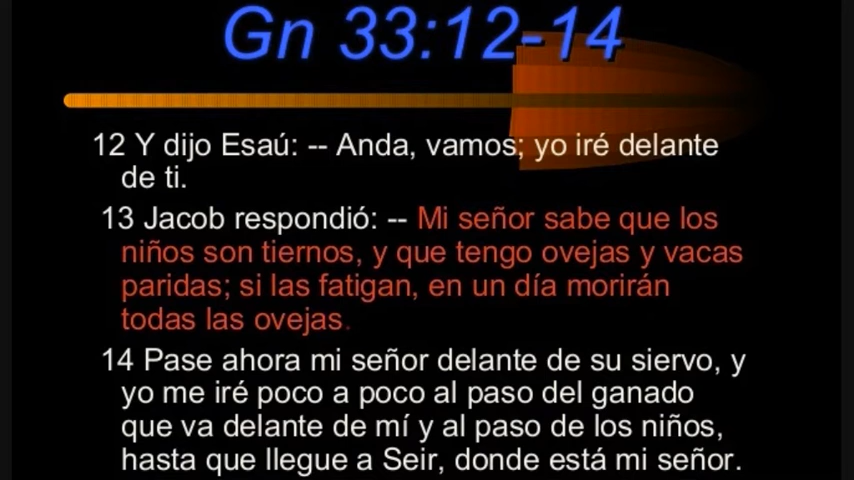 Gn 33:12-14
12 Y dijo Esaú: -- Anda, vamos; yo iré delante
de ti.
13 Jacob respondió: -- Mi señor sabe que los
niños son tiernos, y que tengo ovejas y vacas
paridas; si las fatigan, en un día morirán
todas las ovejas.
14 Pase ahora mi señor delante de su siervo, y
yo me iré poco a poco al paso del ganado
que va delante de mí y al paso de los niños,
hasta que llegue a Seir, donde está mi señor.